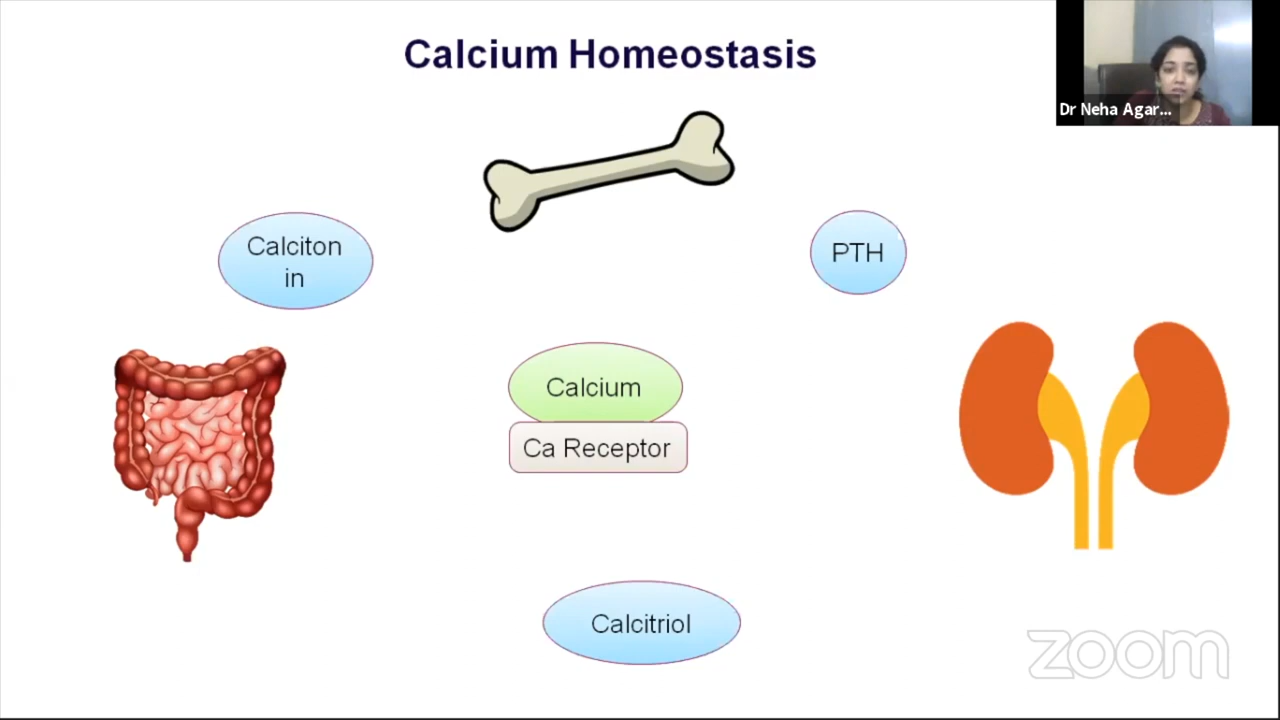 Calcium Homeostasis
Dr Neha Agar...
Calciton
in
PTH
Calcium
Ca Receptor
Calcitriol
zoom